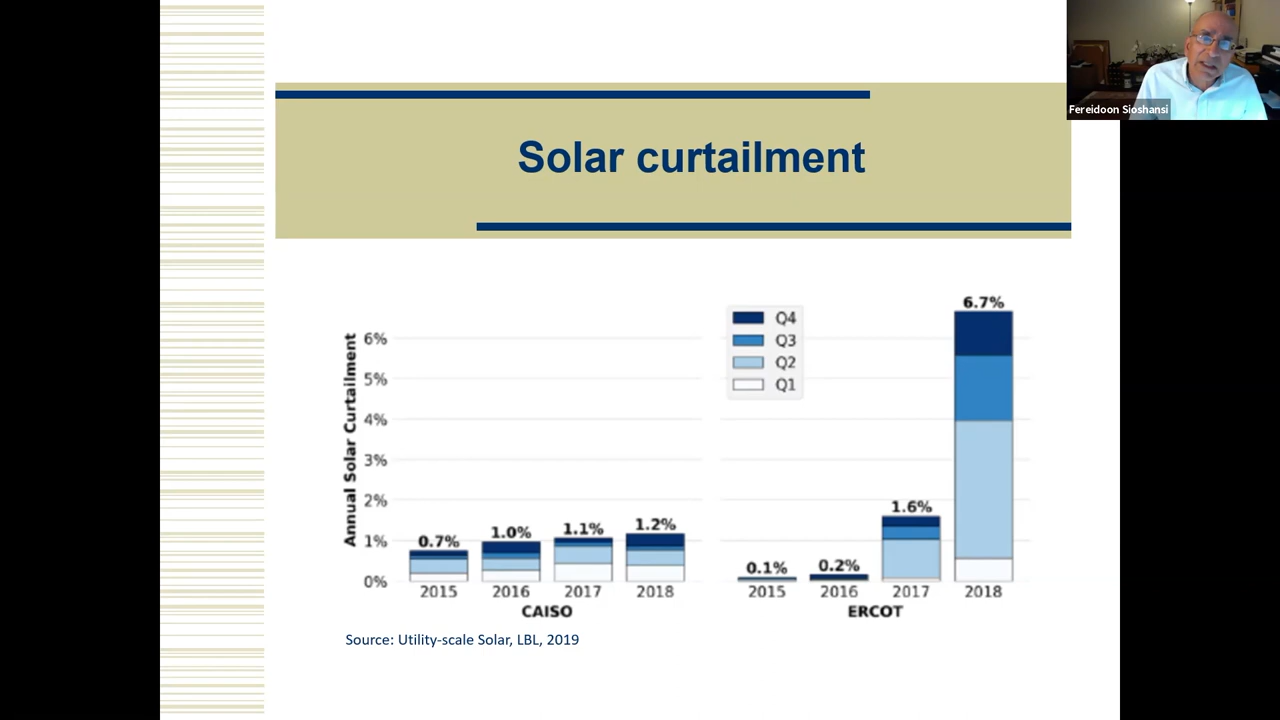 Fereidoon Sioshansi
Solar curtailment
Annual Solar Curtailment
6%
5%
4%
3%
2%
1%
0%
0.7%
1.0%
1.1%
1.2%
2015
2016
2017
2018
CAISO
Q4
Q3
Q2
Q1
0.1%
0.2%
1.6%
6.7%
2015
2016
2017
2018
ERCOT
Source: Utility-scale Solar, LBL, 2019